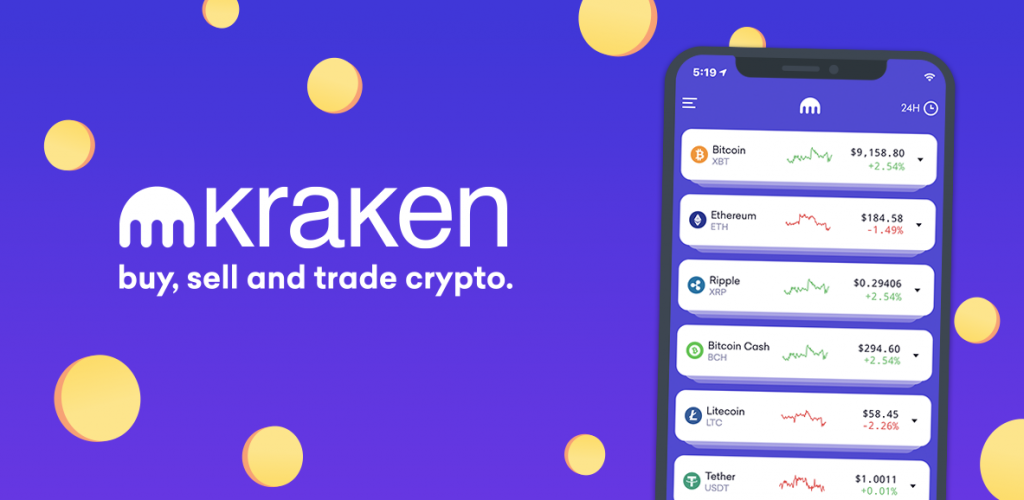 kraken
buy, sell and trade crypto.
5:19
24H
Bitcoin
XBT
$9,158.80
+2.54%
Ethereum
ETH
$184.58
-1.49%
Ripple
XRP
$0.29406
+2.54%
Bitcoin Cash
BCH
$294.60
+2.54%
Litecoin
LTC
$58.45
-2.26%
Tether
USDT
$1.0011
+0.01%